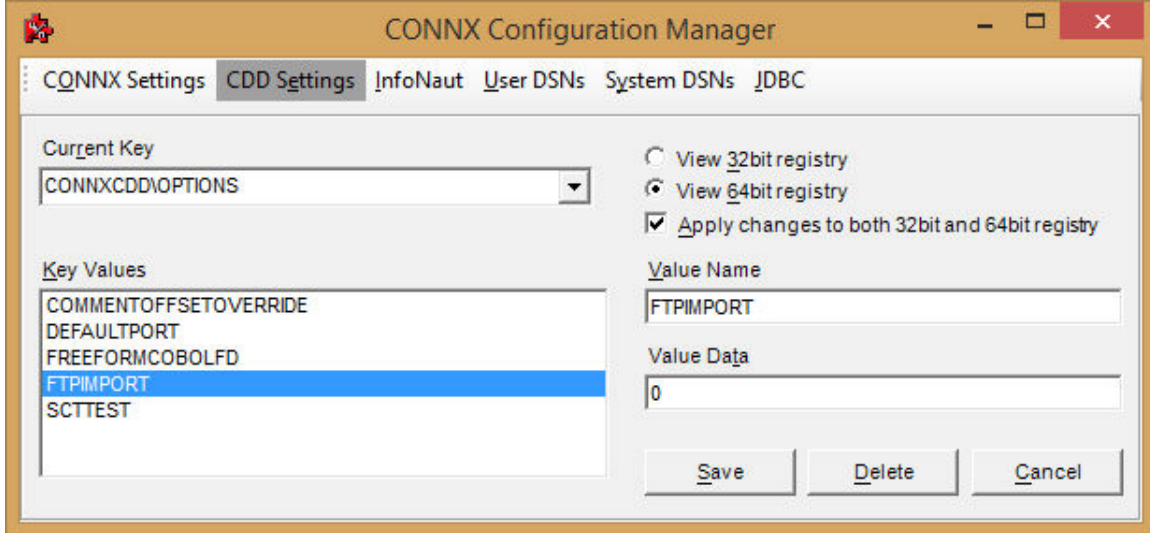 CONNX Configuration Manager
CONNX Settings CDD Settings InfoNaut User DSNs System DSNs JDBC
Current Key
CONNXCDD\OPTIONS
View 32bit registry
View 64bit registry
Apply changes to both 32bit and 64bit registry
Key Values
COMMENTOFFSETOVERRIDE
DEFAULTPORT
FREEFORMCOBOLFD
FTPIMPORT
SCTTEST
Value Name
FTPIMPORT
Value Data
0
Save Delete Cancel